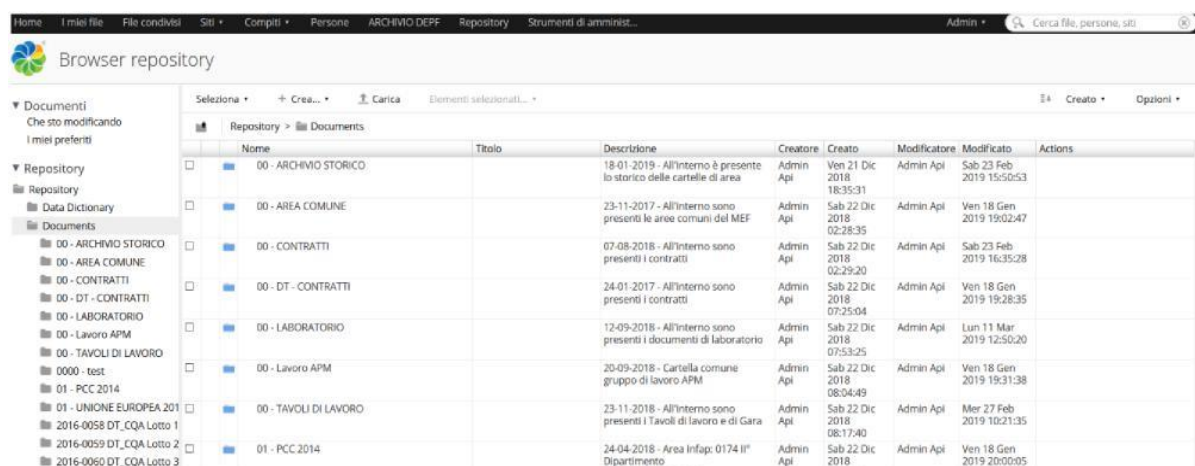 Home I miei file File condivisi Siti Compiti Persone ARCHIVIO DEPF Repository Strumenti di amminist... Admin Cerca file, persone, siti
Browser repository
Documenti
Che sto modificando
I miei preferiti
Repository
Repository
Data Dictionary
Documents
00 - ARCHIVIO STORICO
00 - AREA COMUNE
00 - CONTRATTI
00 - DT - CONTRATTI
00 - LABORATORIO
00 - Lavoro APM
00 - TAVOLI DI LAVORO
0000 - test
01 - PCC 2014
01 - UNIONE EUROPEA 201
2016-0058 DT_CQA Lotto 1
2016-0059 DT_CQA Lotto 2
2016-0060 DT_CQA Lotto 3
Seleziona + Crea... Carica Elementi selezionati... Creato Opzioni
Repository > Documents
Nome Titolo Descrizione Creatore Creato Modificatore Modificato Actions
00 - ARCHIVIO STORICO 18-01-2019 - All'interno è presente Admin Ven 21 Dic Admin Api Sab 23 Feb
lo storico delle cartelle di area Api 2018 2019 15:50:53
18:35:31
00 - AREA COMUNE 23-11-2017 - All'interno sono Admin Sab 22 Dic Admin Api Ven 18 Gen
presenti le aree comuni del MEF Api 2018 2019 19:02:47
02:28:35
00 - CONTRATTI 07-08-2018 - All'interno sono Admin Sab 22 Dic Admin Api Sab 23 Feb
presenti i contratti Api 2018 2019 16:35:28
02:29:20
00 - DT - CONTRATTI 24-01-2017 - All'interno sono Admin Sab 22 Dic Admin Api Ven 18 Gen
presenti i contratti Api 2018 2019 19:28:35
07:25:04
00 - LABORATORIO 12-09-2018 - All'interno sono Admin Sab 22 Dic Admin Api Lun 11 Mar
presenti i documenti di laboratorio Api 2018 2019 12:50:20
07:53:25
00 - Lavoro APM 20-09-2018 - Cartella comune Admin Sab 22 Dic Admin Api Ven 18 Gen
gruppo di lavoro APM Api 2018 2019 19:31:38
08:04:49
00 - TAVOLI DI LAVORO 23-11-2018 - All'interno sono Admin Sab 22 Dic Admin Api Mer 27 Feb
presenti i Tavoli di lavoro e di Gara Api 2018 2019 10:21:35
08:17:40
01 - PCC 2014 24-04-2018 - Area Infap: 0174 II° Admin Sab 22 Dic Admin Api Ven 18 Gen
Dipartimento Api 2018 2019 20:00:05